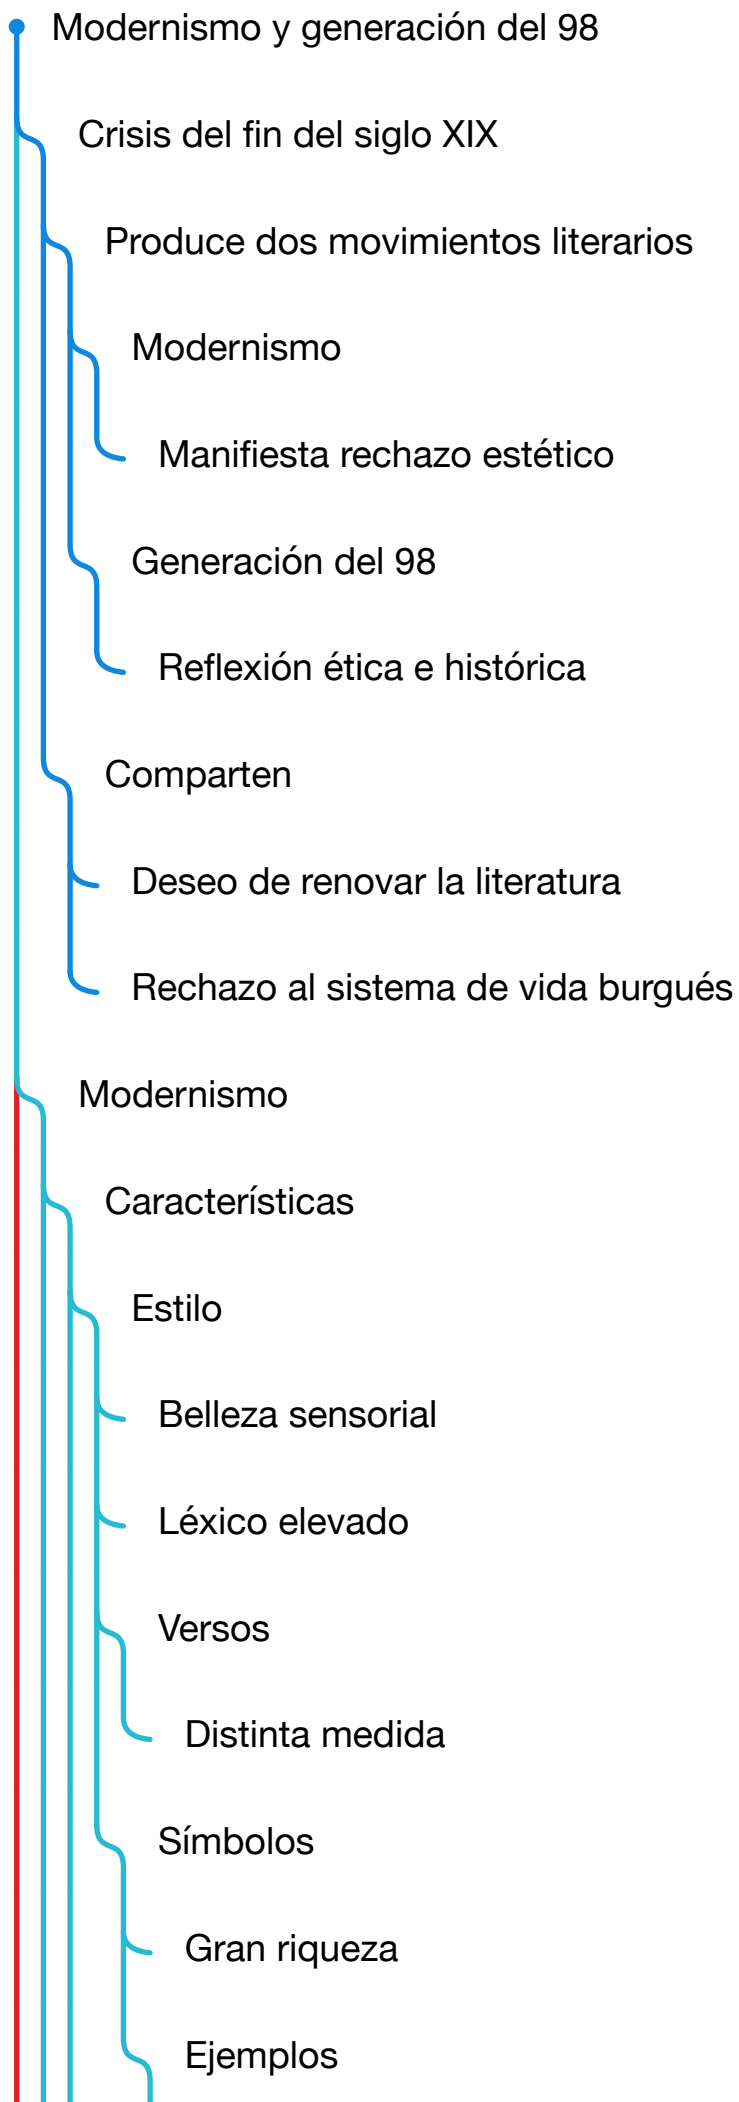 Modernismo y generación del 98
Crisis del fin del siglo XIX
Produce dos movimientos literarios
Modernismo
Manifiesta rechazo estético
Generación del 98
Reflexión ética e histórica
Comparten
Deseo de renovar la literatura
Rechazo al sistema de vida burgués
Modernismo
Características
Estilo
Belleza sensorial
Léxico elevado
Versos
Distinta medida
Símbolos
Gran riqueza
Ejemplos